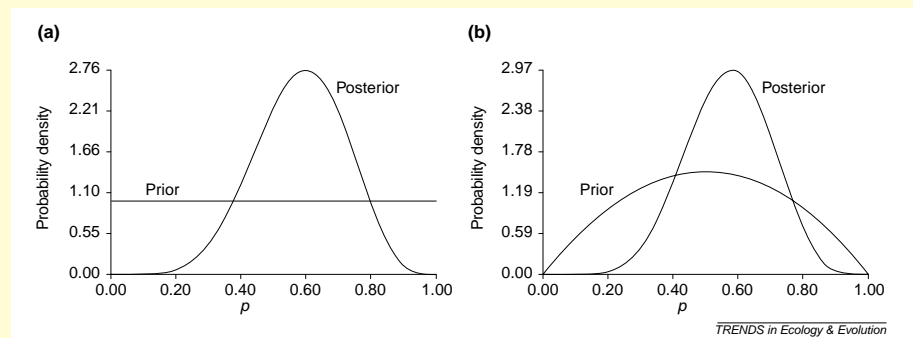 (a)
2.76
2.21
1.66
1.10
0.55
0.00
Probability density
Prior
Posterior
0.00 0.20 0.40 0.60 0.80 1.00
p
(b)
2.97
2.38
1.78
1.19
0.59
0.00
Probability density
Prior
Posterior
0.00 0.20 0.40 0.60 0.80 1.00
p
TRENDS in Ecology & Evolution